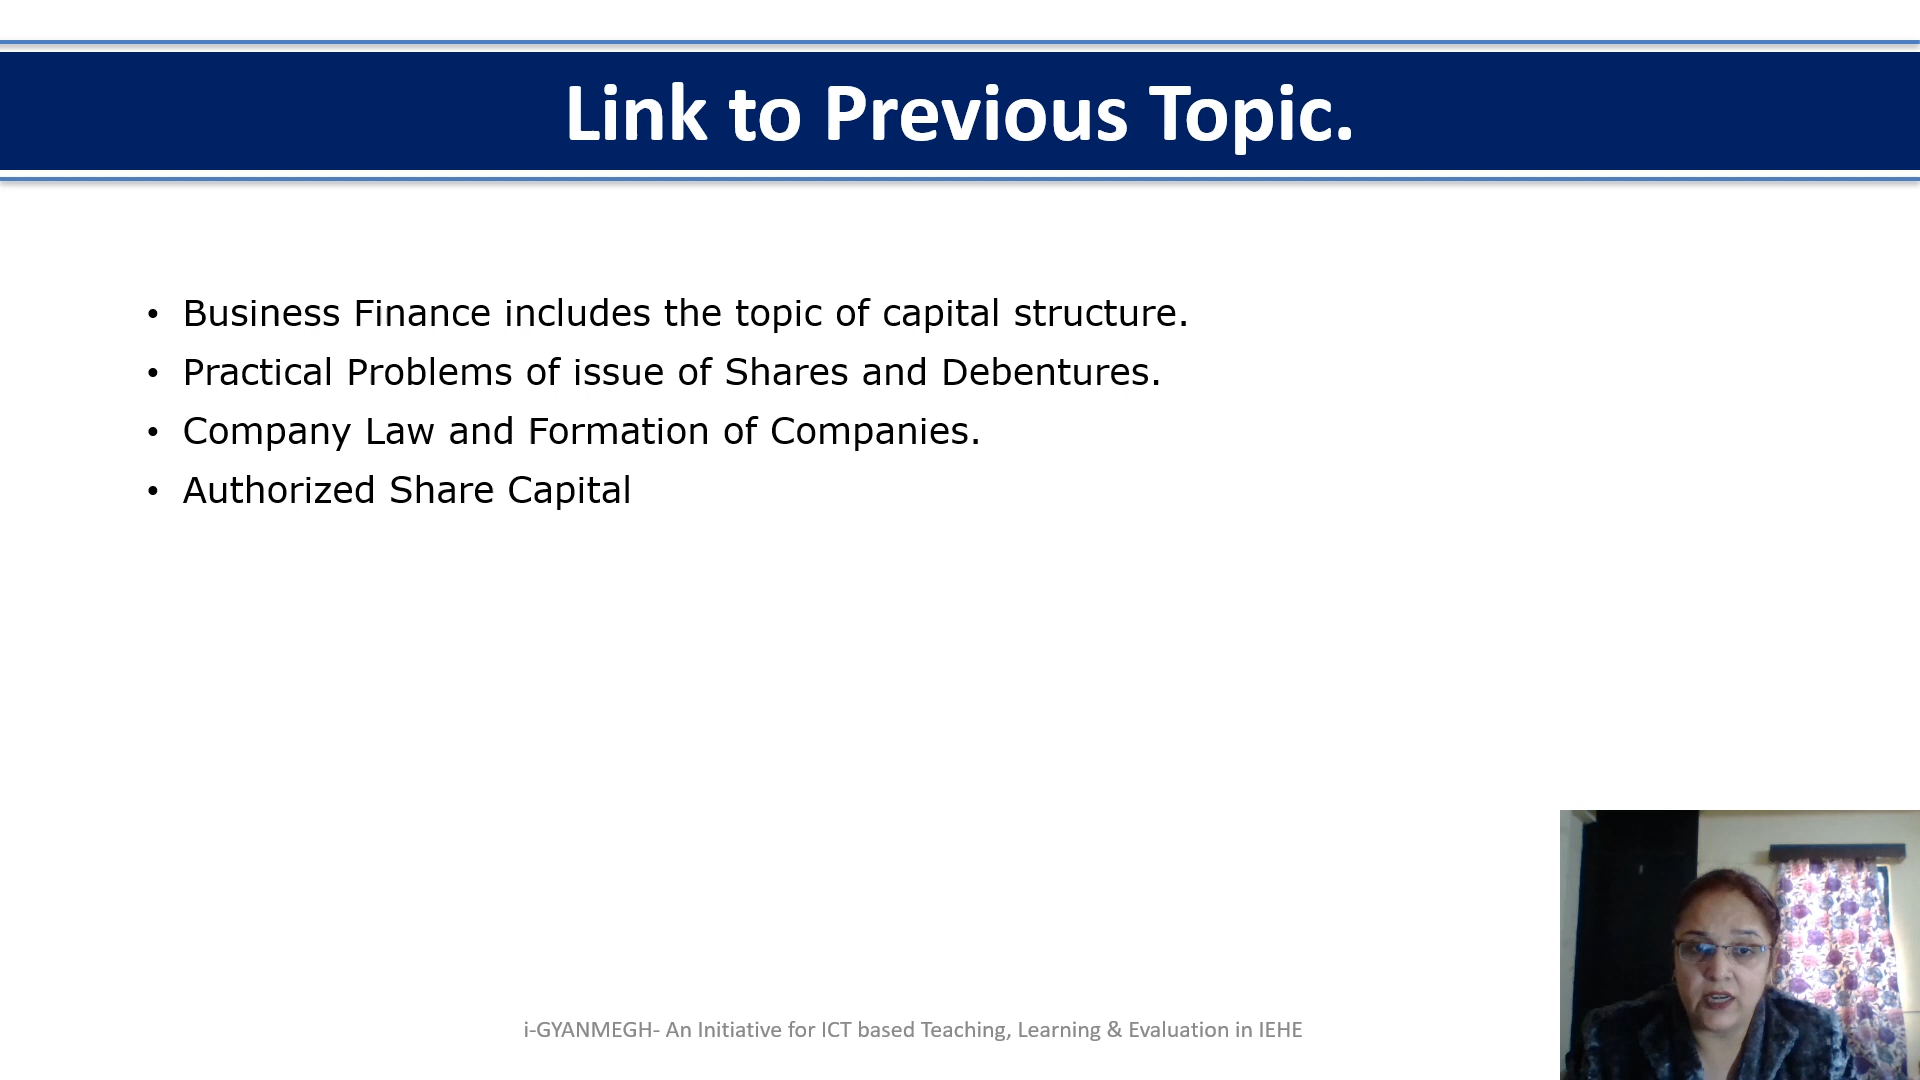 Link to Previous Topic.
• Business Finance includes the topic of capital structure.
• Practical Problems of issue of Shares and Debentures.
• Company Law and Formation of Companies.
• Authorized Share Capital
i-GYANMEGH- An Initiative for ICT based Teaching, Learning & Evaluation in IEHE